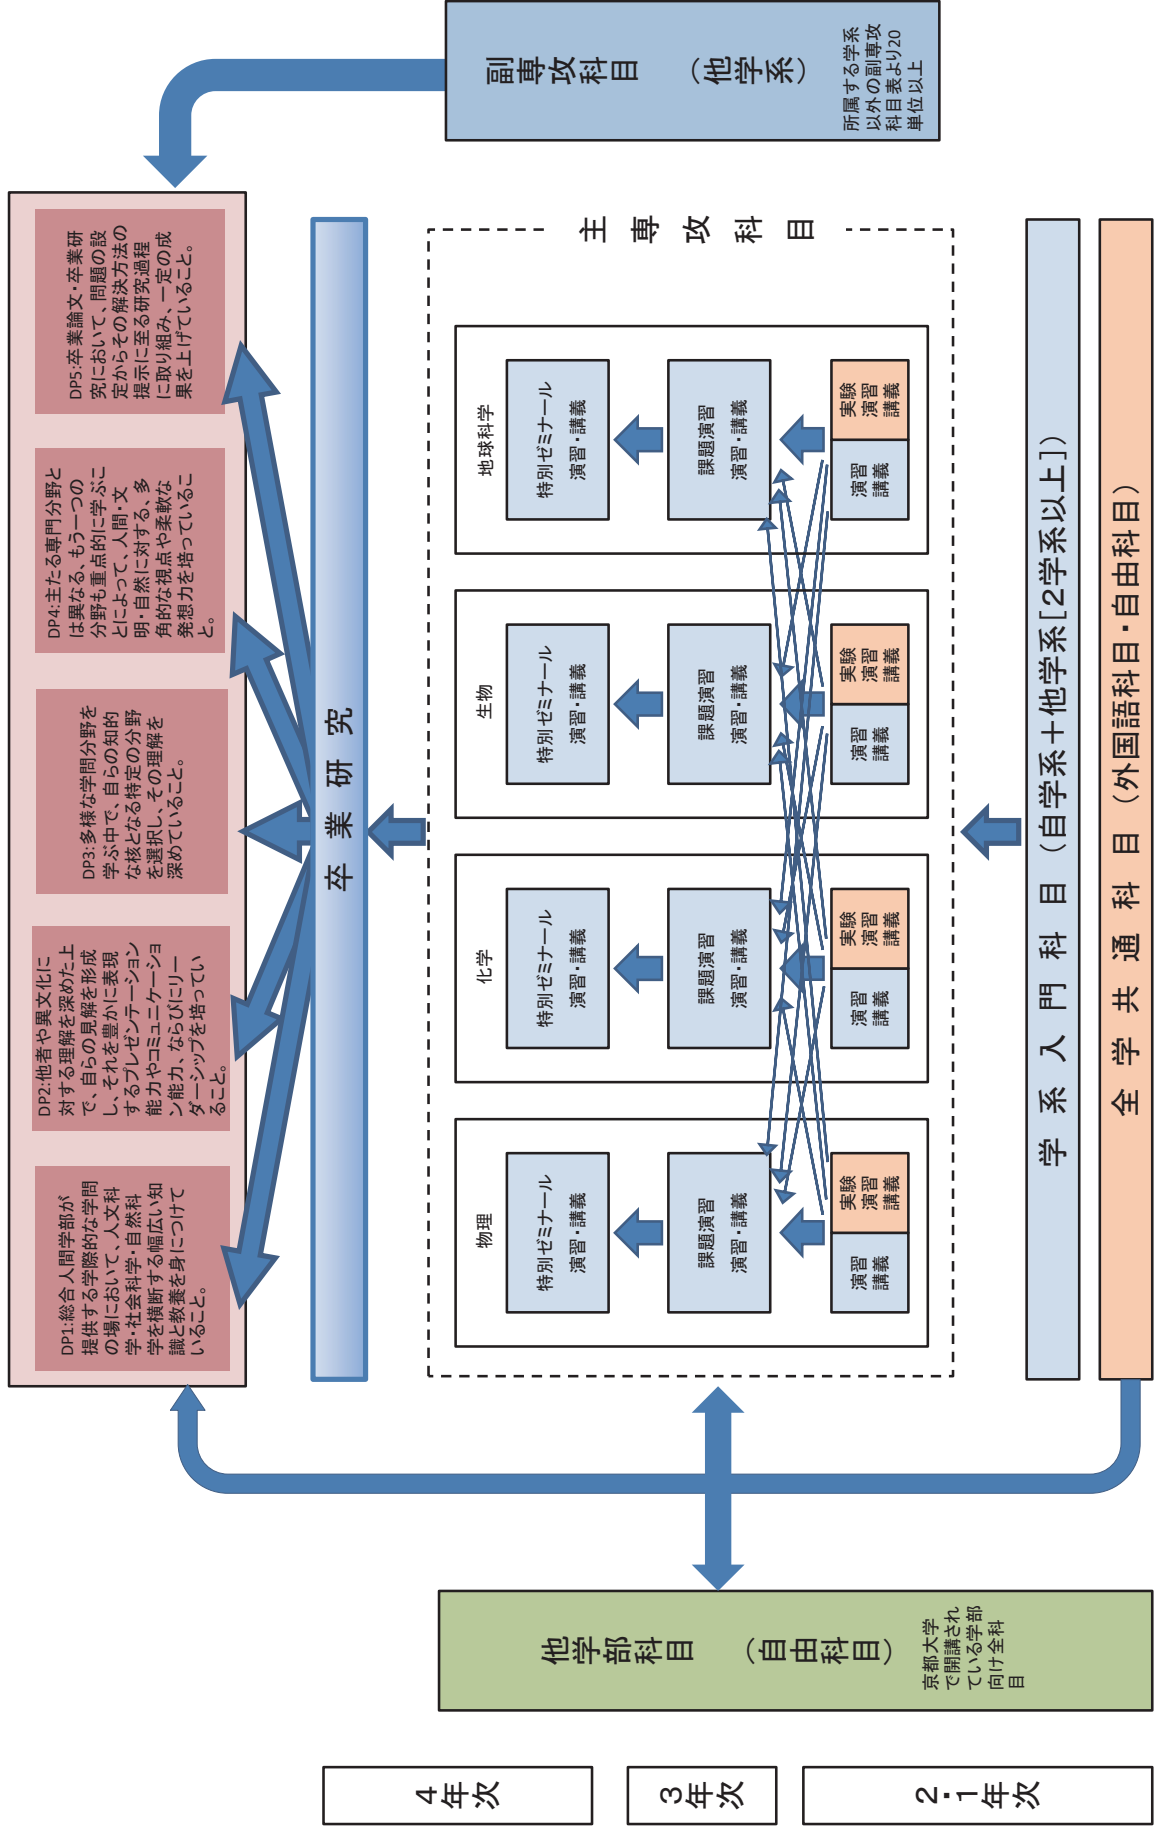 DP1:総合人間学部が
提供する学際的な学問
の場において、人文科
学・社会科学・自然科
学を横断する幅広い知
識と教養を身につけて
いること。
DP2:他者や異文化に
対する理解を深めた上
で、自らの見解を形成
し、それを豊かに表現
するプレゼンテーション
能力やコミュニケーショ
ン能力、ならびにリー
ダーシップを培ってい
ること。
DP3:多様な学問分野を
学ぶ中で、自らの知的
な核となる特定の分野
を選択し、その理解を
深めていること。
DP4:主たる専門分野と
は異なる、もう一つの
分野も重点的に学ぶこ
とによって、人間・文
明・自然に対する、多
角的な視点や柔軟な
発想力を培っているこ
と。
DP5:卒業論文・卒業研
究において、問題の設
定からその解決方法の
提示に至る研究過程
に取り組み、一定の成
果を上げていること。
4年次
3年次
2・1年次
他学部科目 (自由科目)
京都大学
で開講され
ている学部
向け全科
目
卒業研究
主専攻科目
物理
特別ゼミナール
演習・講義
課題演習
演習・講義
演習
講義
実験
演習
講義
化学
特別ゼミナール
演習・講義
課題演習
演習・講義
演習
講義
実験
演習
講義
生物
特別ゼミナール
演習・講義
課題演習
演習・講義
演習
講義
実験
演習
講義
地球科学
特別ゼミナール
演習・講義
課題演習
演習・講義
演習
講義
実験
演習
講義
副専攻科目 (他学系)
所属する学系
以外の副専攻
科目表より20
単位以上
学系入門科目(自学系+他学系[2学系以上])
全学共通科目(外国語科目・自由科目)